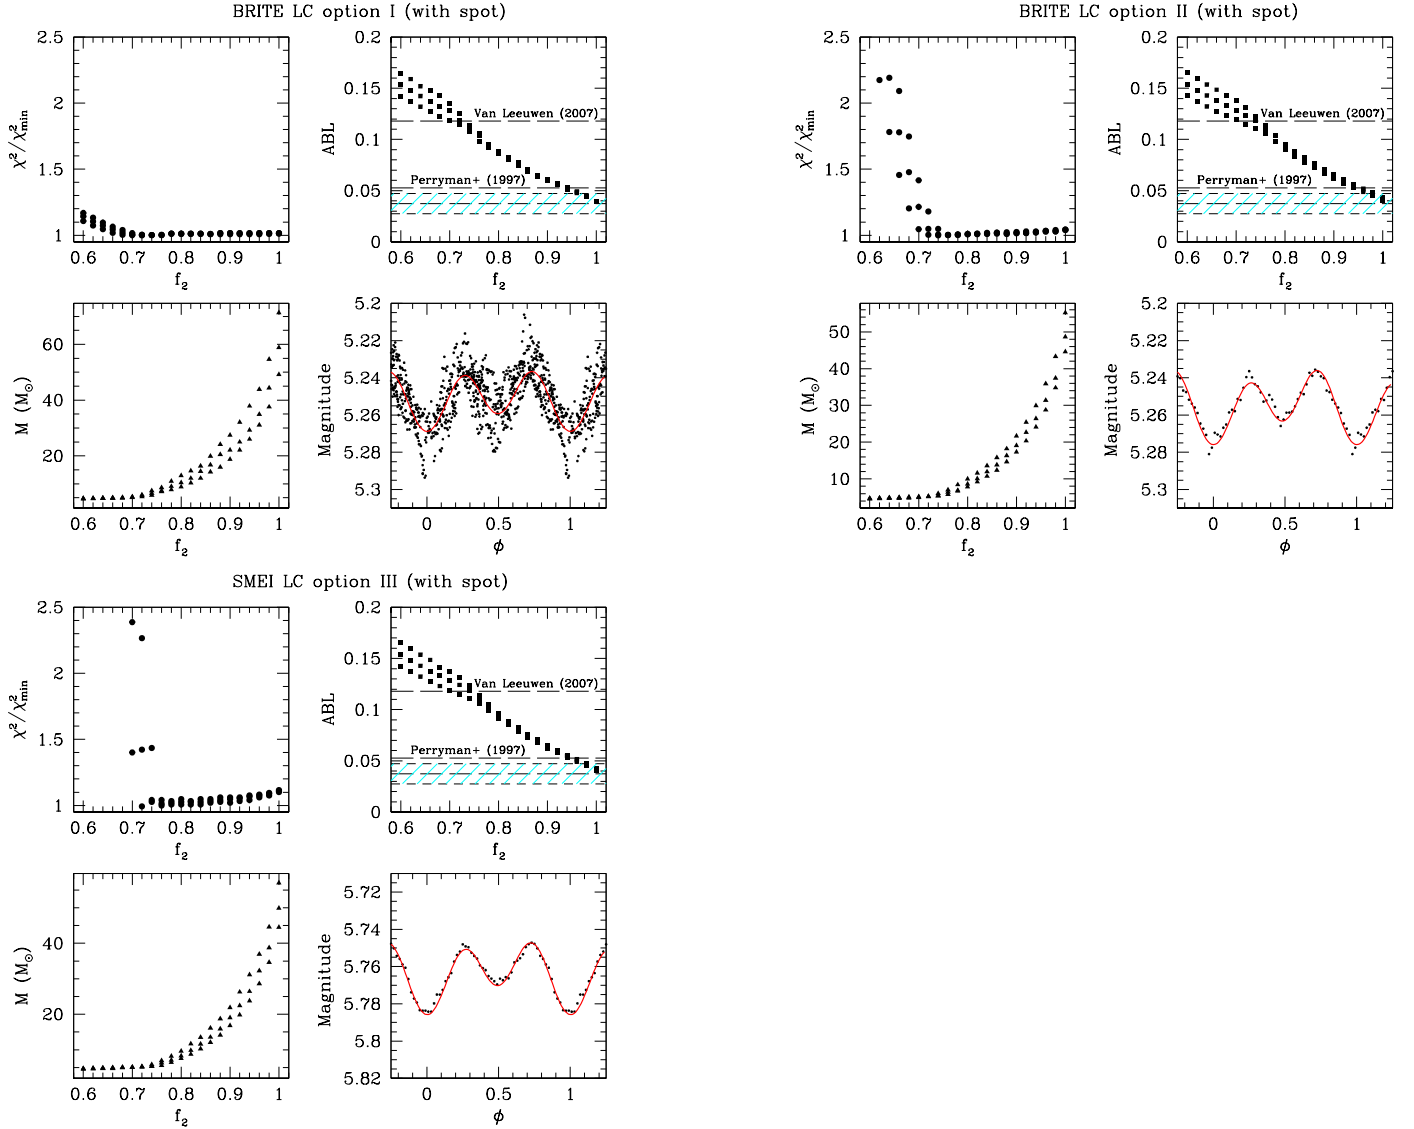 BRITE LC option I (with spot)
2.5
2
1.5
1
χ²/χ²min
0.6 0.7 0.8 0.9 1
f2
0.2
0.15
0.1
0.05
0
ABL
Van Leeuwen (2007)
Perryman+ (1997)
0.6 0.7 0.8 0.9 1
f2
60
40
20
M (M⊙)
0.6 0.7 0.8 0.9 1
f2
5.2
5.22
5.24
5.26
5.28
5.3
Magnitude
0 0.5 1
ϕ
BRITE LC option II (with spot)
2.5
2
1.5
1
χ²/χ²min
0.6 0.7 0.8 0.9 1
f2
0.2
0.15
0.1
0.05
0
ABL
Van Leeuwen (2007)
Perryman+ (1997)
0.6 0.7 0.8 0.9 1
f2
50
40
30
20
10
M (M⊙)
0.6 0.7 0.8 0.9 1
f2
5.2
5.22
5.24
5.26
5.28
5.3
Magnitude
0 0.5 1
ϕ
SMEI LC option III (with spot)
2.5
2
1.5
1
χ²/χ²min
0.6 0.7 0.8 0.9 1
f2
0.2
0.15
0.1
0.05
0
ABL
Van Leeuwen (2007)
Perryman+ (1997)
0.6 0.7 0.8 0.9 1
f2
40
20
M (M⊙)
0.6 0.7 0.8 0.9 1
f2
5.72
5.74
5.76
5.78
5.8
5.82
Magnitude
0 0.5 1
ϕ